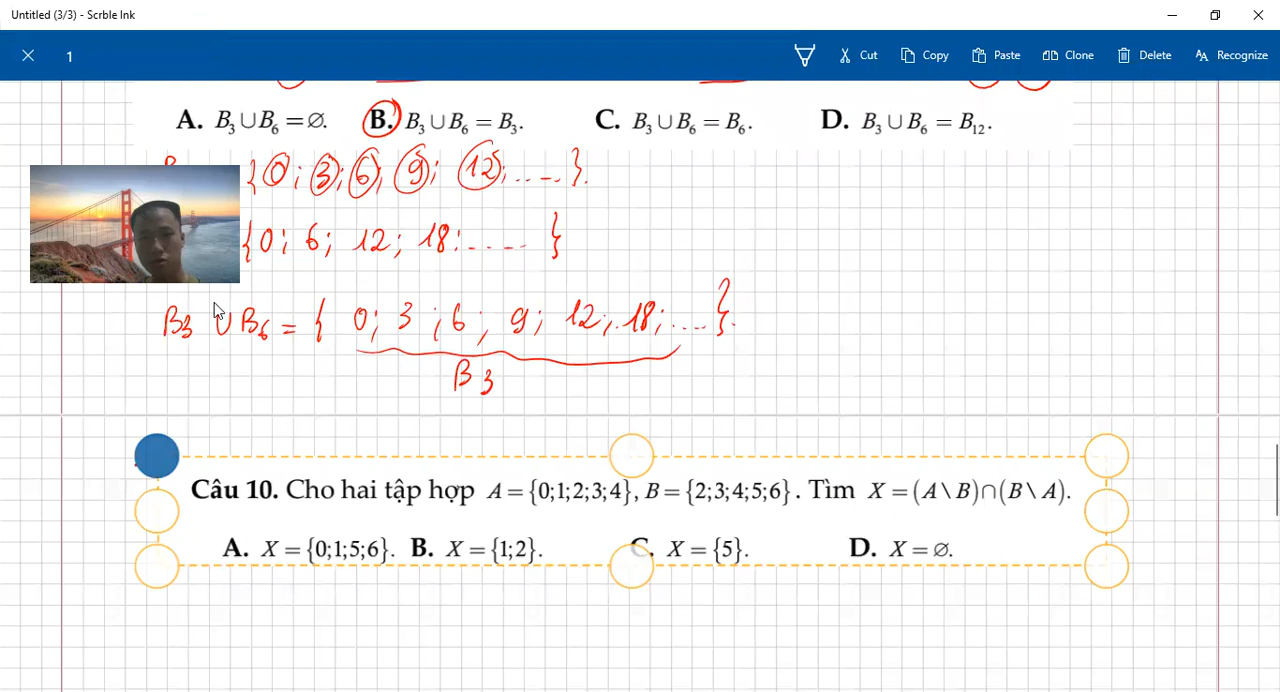 Untitled (3/3) - Scrble Ink
1 Cut Copy Paste Clone Delete Recognize
A. B₃ ∪ B₆ = ∅. B. B₃ ∪ B₆ = B₃. C. B₃ ∪ B₆ = B₆. D. B₃ ∪ B₆ = B₁₂.
{0; 3; 6; 9; 12; .....}.
{0; 6; 12; 18; ..... }
B₃ ∪ B₆ = { 0; 3; 6; 9; 12; 18; .... }.
B₃
Câu 10. Cho hai tập hợp A = {0;1;2;3;4}, B = {2;3;4;5;6}. Tìm X = (A \ B) ∩ (B \ A).
A. X = {0;1;5;6}. B. X = {1;2}. C. X = {5}. D. X = ∅.